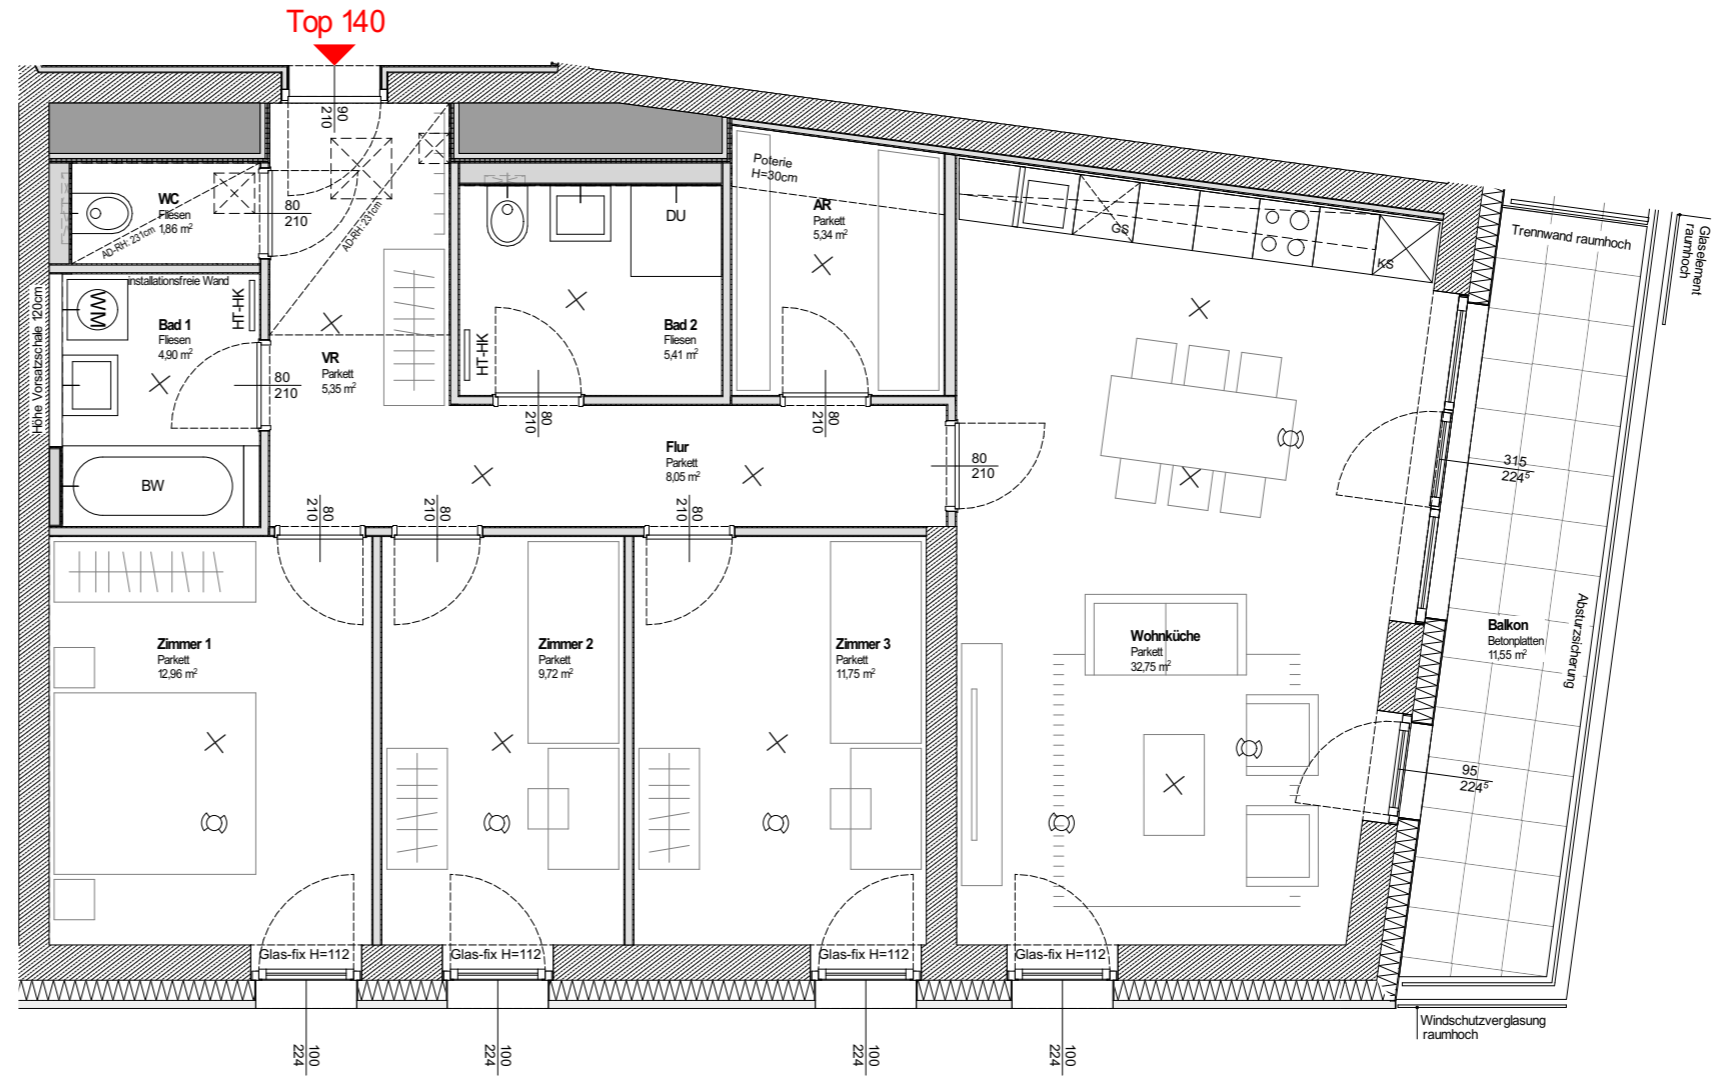 Top 140
90
210
WC
Fliesen
1,86 m²
AD-RH: 231cm
80
210
AD-RH: 231cm
DU
Poterie
H=30cm
AR
Parkett
5,34 m²
GS
KS
Trennwand raumhoch
Glaselement
raumhoch
installationsfreie Wand
Höhe Vorsatzschale 120cm
WM
HT-HK
Bad 1
Fliesen
4,90 m²
80
210
VR
Parkett
5,35 m²
HT-HK
Bad 2
Fliesen
5,41 m²
80
210
80
210
Flur
Parkett
8,05 m²
80
210
315
224⁵
BW
80
210
80
210
80
210
Zimmer 1
Parkett
12,96 m²
Zimmer 2
Parkett
9,72 m²
Zimmer 3
Parkett
11,75 m²
Wohnküche
Parkett
32,75 m²
Balkon
Betonplatten
11,55 m²
Absturzsicherung
95
224⁵
Glas-fix H=112
Glas-fix H=112
Glas-fix H=112
Glas-fix H=112
Windschutzverglasung
raumhoch
100
224
100
224
100
224
100
224